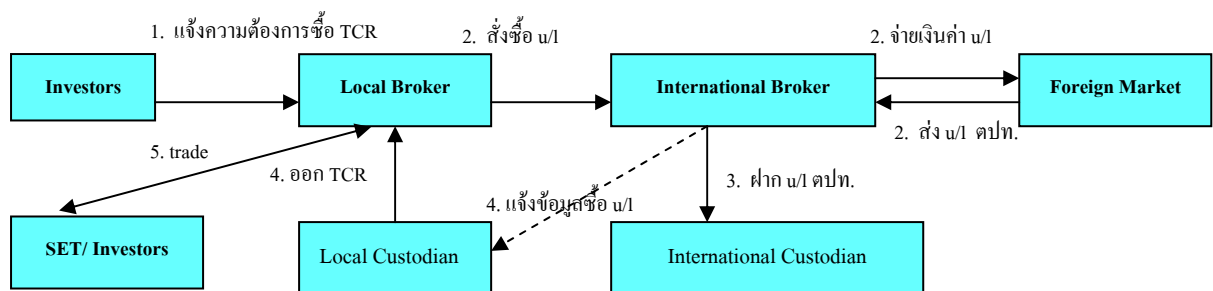 1. แจ้งความต้องการซื้อ TCR
2. สั่งซื้อ u/l
2. จ่ายเงินค่า u/l
Investors
Local Broker
International Broker
Foreign Market
2. ส่ง u/l ตปท.
5. trade
4. ออก TCR
3. ฝาก u/l ตปท.
4. แจ้งข้อมูลซื้อ u/l
SET/ Investors
Local Custodian
International Custodian